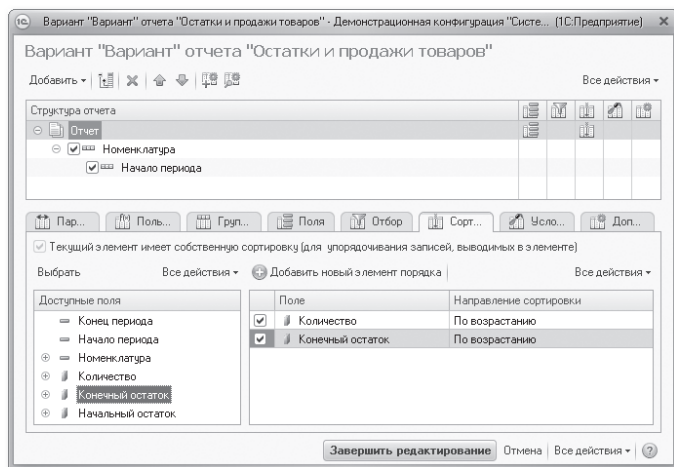 Вариант "Вариант" отчета "Остатки и продажи товаров" - Демонстрационная конфигурация "Систе... (1С:Предприятие)
Вариант "Вариант" отчета "Остатки и продажи товаров"
Добавить Все действия
Структура отчета
Отчет
Номенклатура
Начало периода
Пар... Поль... Груп... Поля Отбор Сорт... Усло... Доп...
Текущий элемент имеет собственную сортировку (для упорядочивания записей, выводимых в элементе)
Выбрать Все действия Добавить новый элемент порядка Все действия
Доступные поля Поле Направление сортировки
Конец периода Количество По возрастанию
Начало периода Конечный остаток По возрастанию
Номенклатура
Количество
Конечный остаток
Начальный остаток
Завершить редактирование Отмена Все действия ?